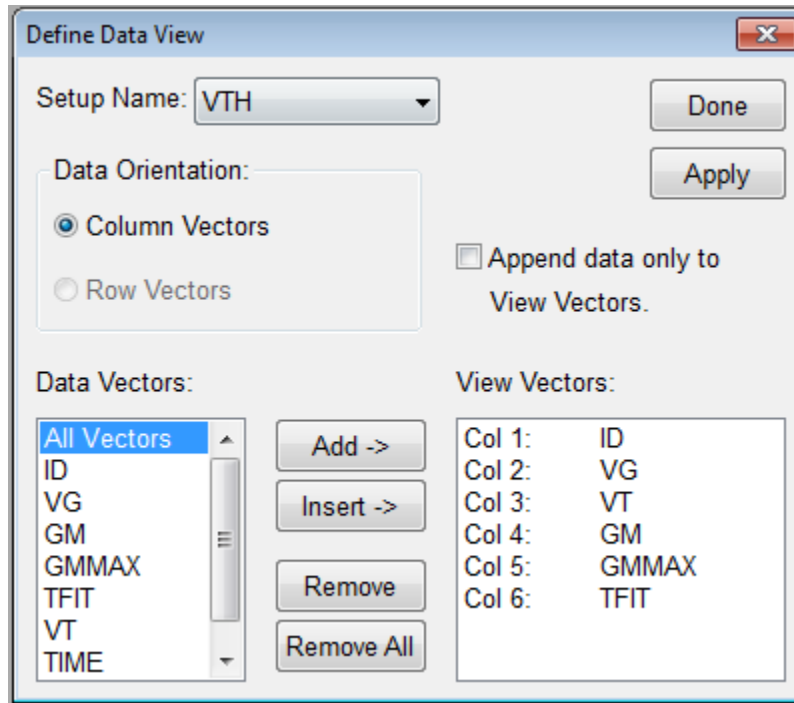 Define Data View
Setup Name: VTH
Done
Data Orientation:
Apply
Column Vectors
Append data only to
View Vectors.
Row Vectors
Data Vectors:
View Vectors:
All Vectors
ID
VG
GM
GMMAX
TFIT
VT
TIME
Add ->
Insert ->
Remove
Remove All
Col 1: ID
Col 2: VG
Col 3: VT
Col 4: GM
Col 5: GMMAX
Col 6: TFIT